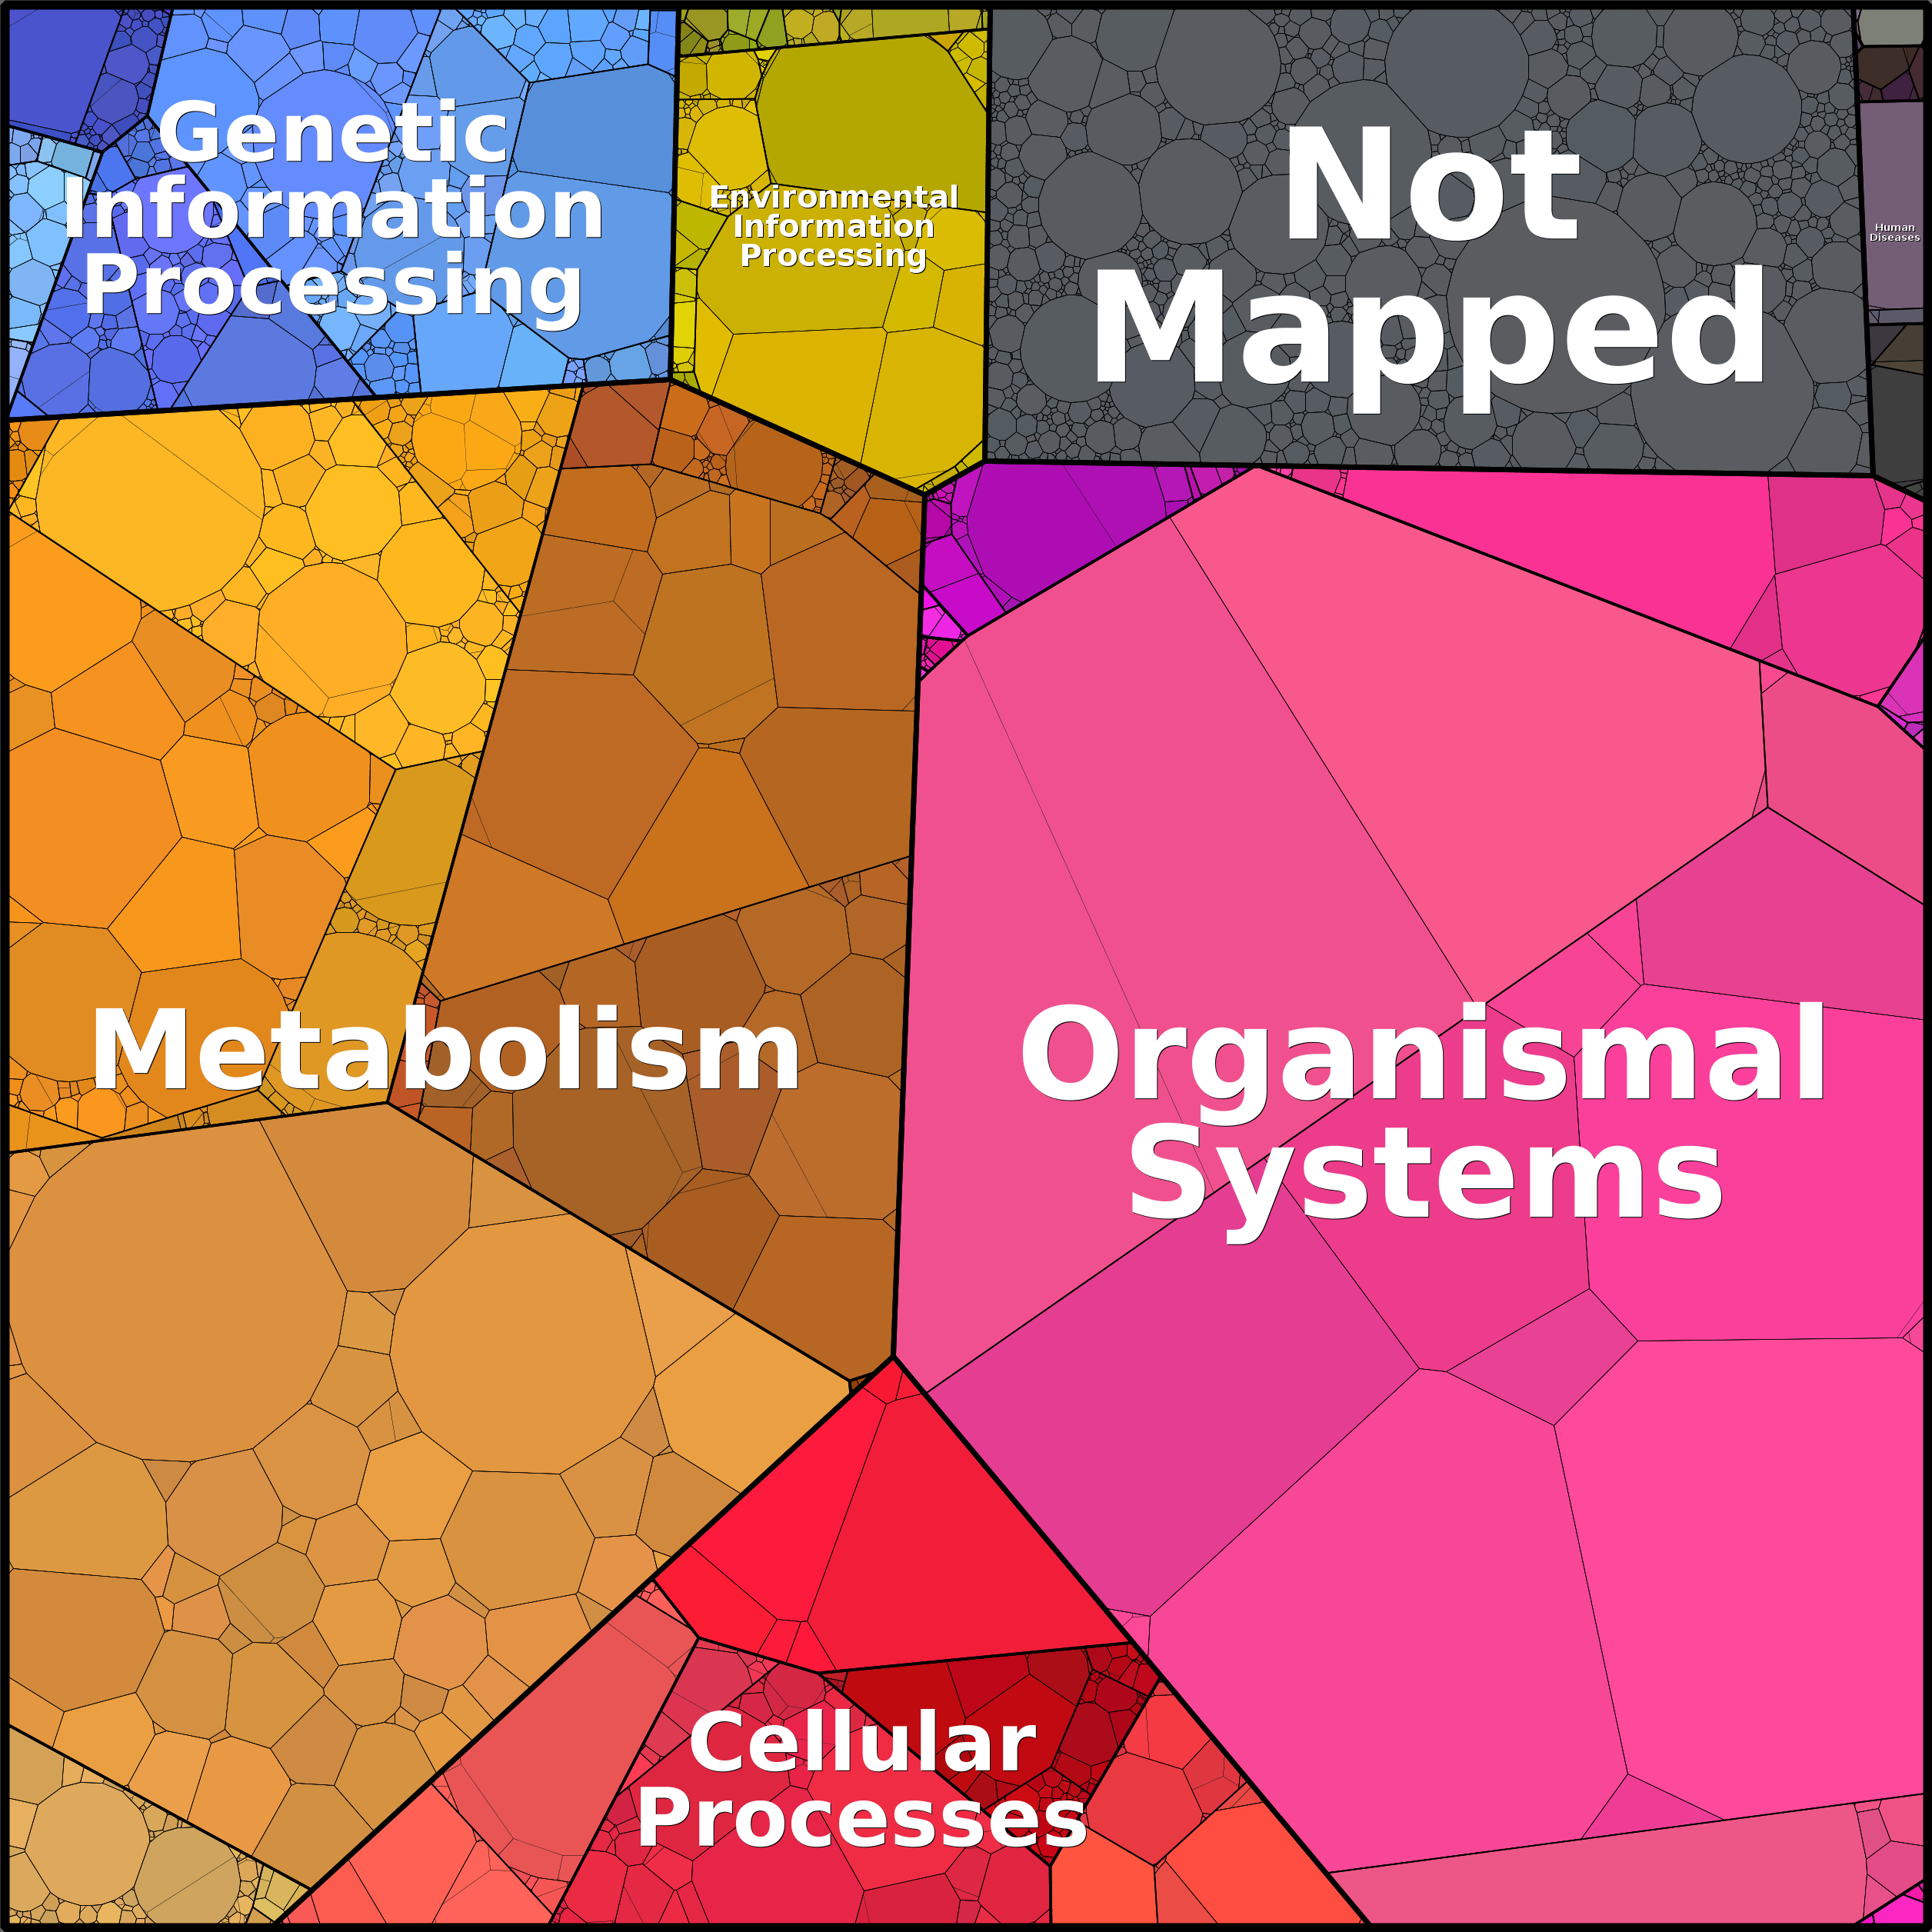 Genetic
Information
Processing
Environmental
Information
Processing
Not
Mapped
Human
Diseases
Metabolism
Organismal
Systems
Cellular
Processes